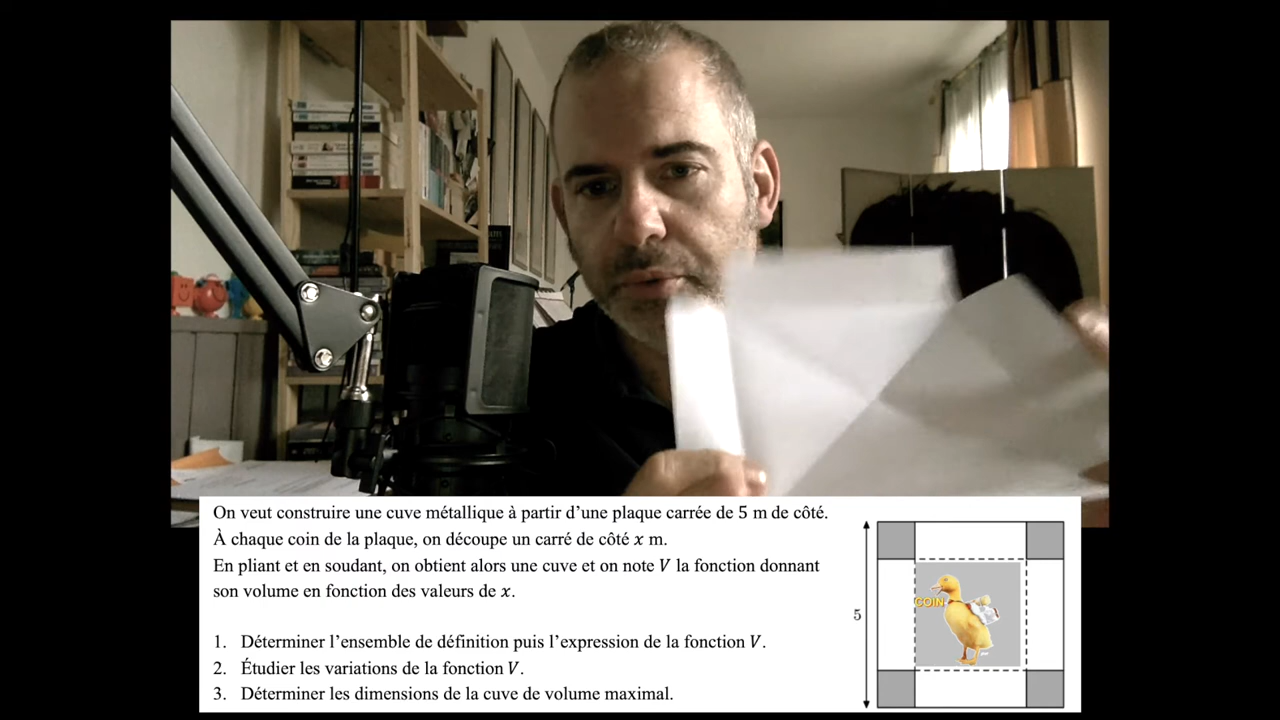 On veut construire une cuve métallique à partir d’une plaque carrée de 5 m de côté.
À chaque coin de la plaque, on découpe un carré de côté x m.
En pliant et en soudant, on obtient alors une cuve et on note V la fonction donnant
son volume en fonction des valeurs de x.
1. Déterminer l’ensemble de définition puis l’expression de la fonction V.
2. Étudier les variations de la fonction V.
3. Déterminer les dimensions de la cuve de volume maximal.
5
COIN